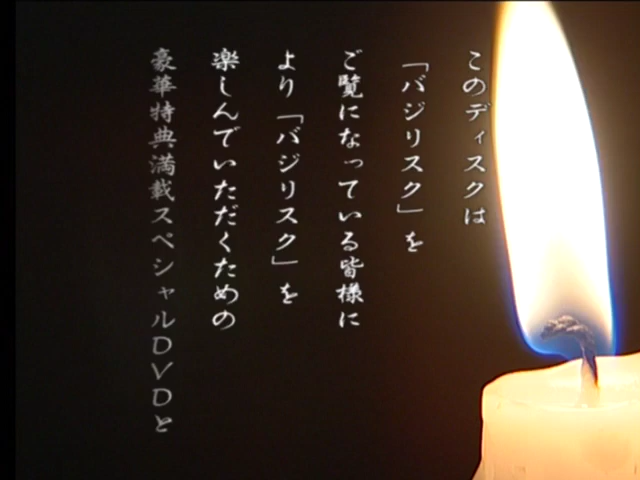 このディスクは
「バジリスク」を
ご覧になっている皆様に
より「バジリスク」を
楽しんでいただくための
豪華特典満載スペシャルDVDと